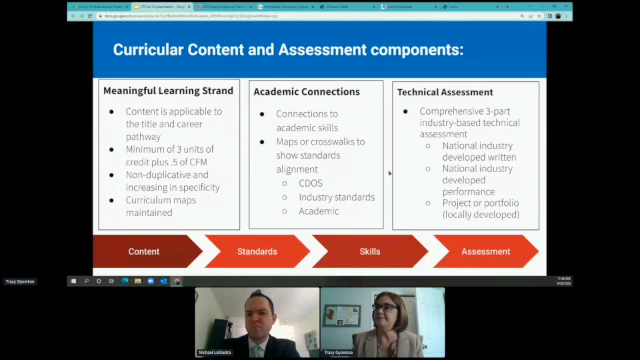 Curricular Content and Assessment components:
Meaningful Learning Strand
● Content is applicable to
the title and career
pathway
● Minimum of 3 units of
credit plus .5 of CFM
● Non-duplicative and
increasing in specificity
● Curriculum maps
maintained
Academic Connections
● Connections to
academic skills
● Maps or crosswalks to
show standards
alignment
○ CDOS
○ Industry standards
○ Academic
Technical Assessment
● Comprehensive 3-part
industry-based technical
assessment
○ National industry
developed written
○ National industry
developed
performance
○ Project or portfolio
(locally developed)
Content
Standards
Skills
Assessment